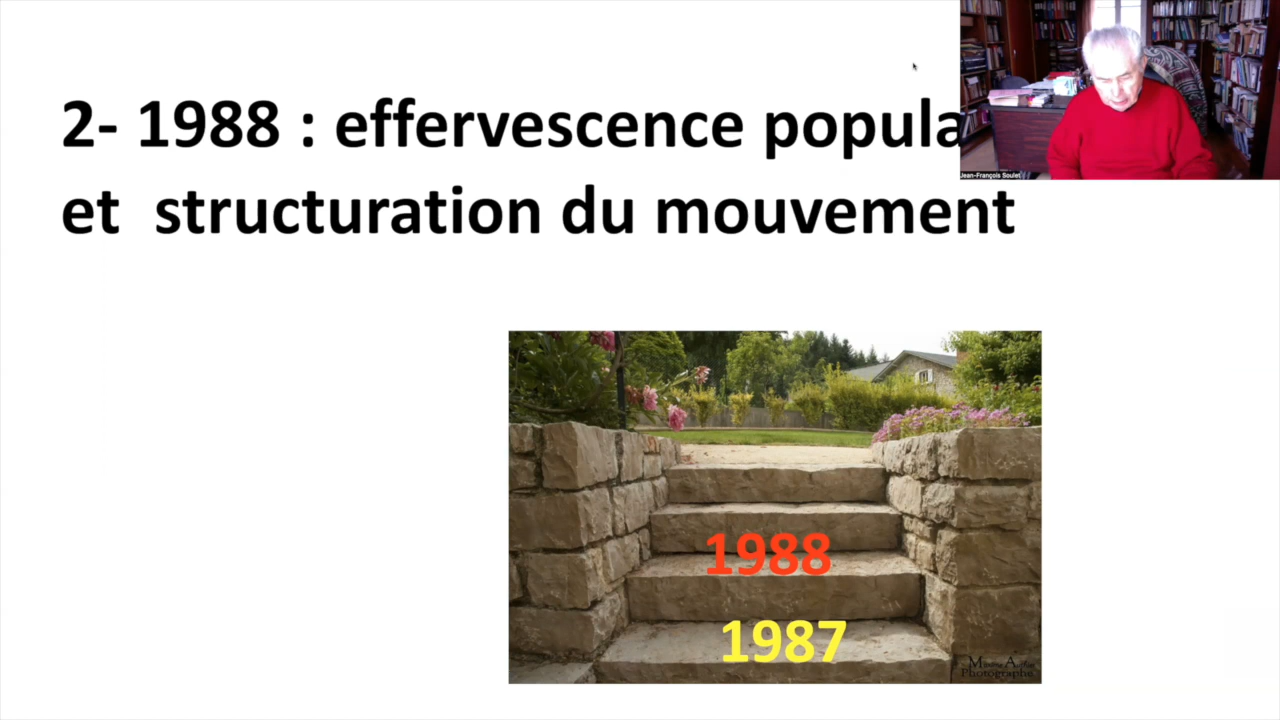 2- 1988 : effervescence popula
et structuration du mouvement
Jean-François Soulet
1988
1987
Photographe